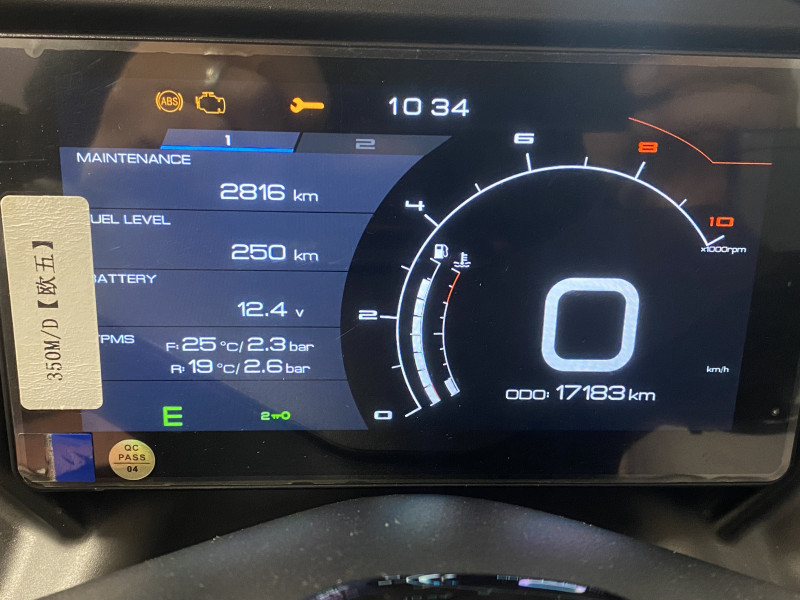 ABS
10 34
1
2
MAINTENANCE
2816 km
UEL LEVEL
250 km
ATTERY
12.4 v
TPMS
F: 25 °C/ 2.3 bar
R: 19 °C/ 2.6 bar
E
2
0
2
4
6
8
10
x1000rpm
0
km/h
ODO: 17183 km
350M/D【欧五】
QC
PASS
04